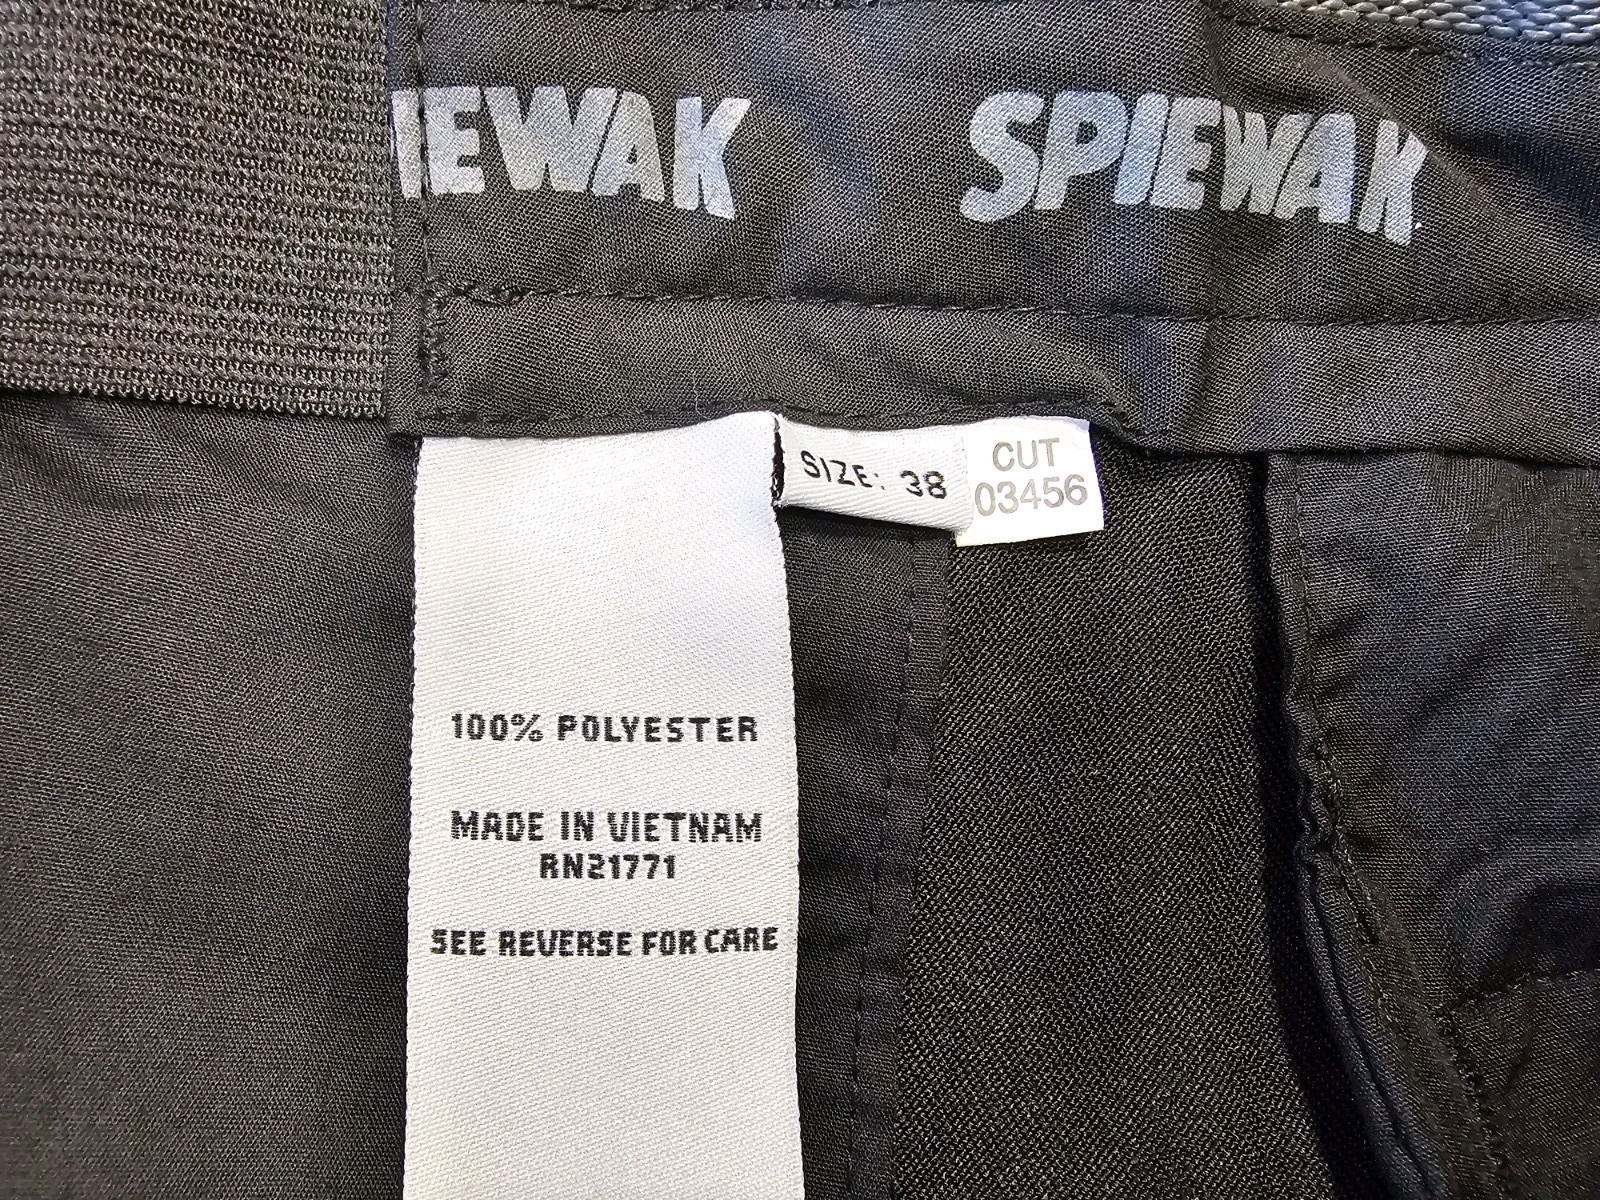 IEWAK SPIEWAK
SIZE: 38
CUT
03456
100% POLYESTER
MADE IN VIETNAM
RN21771
SEE REVERSE FOR CARE